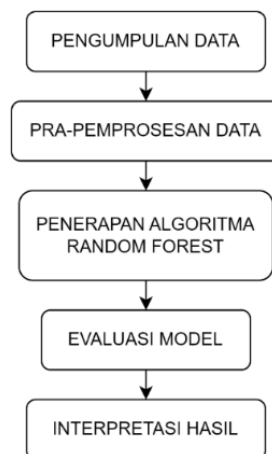 PENGUMPULAN DATA
PRA-PEMPROSESAN DATA
PENERAPAN ALGORITMA
RANDOM FOREST
EVALUASI MODEL
INTERPRETASI HASIL